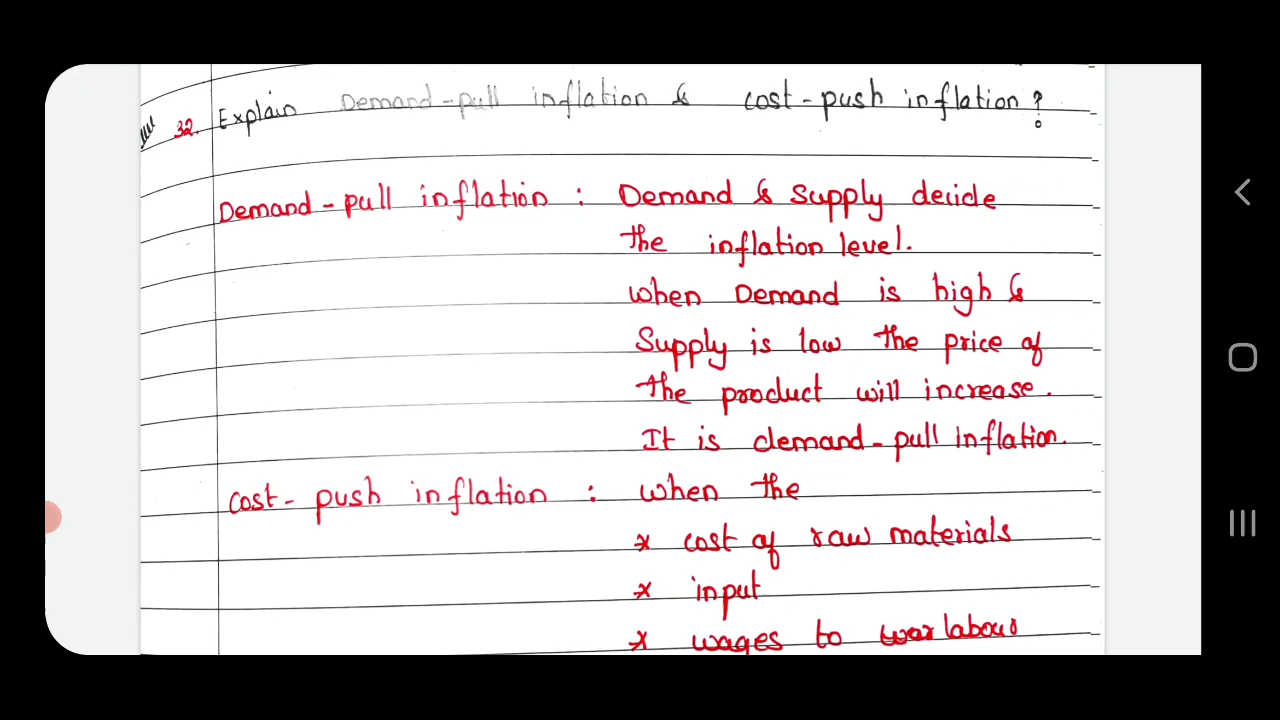 32. Explain Demand-pull inflation & cost-push inflation?
Demand-pull inflation : Demand & Supply decide
the inflation level.
when Demand is high &
Supply is low the price of
the product will increase.
It is demand-pull inflation.
cost-push inflation : when the
* cost of raw materials
* input
* wages to labour